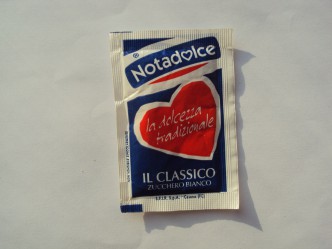 Notadolce
la dolcezza
tradizionale
IL CLASSICO
ZUCCHERO BIANCO